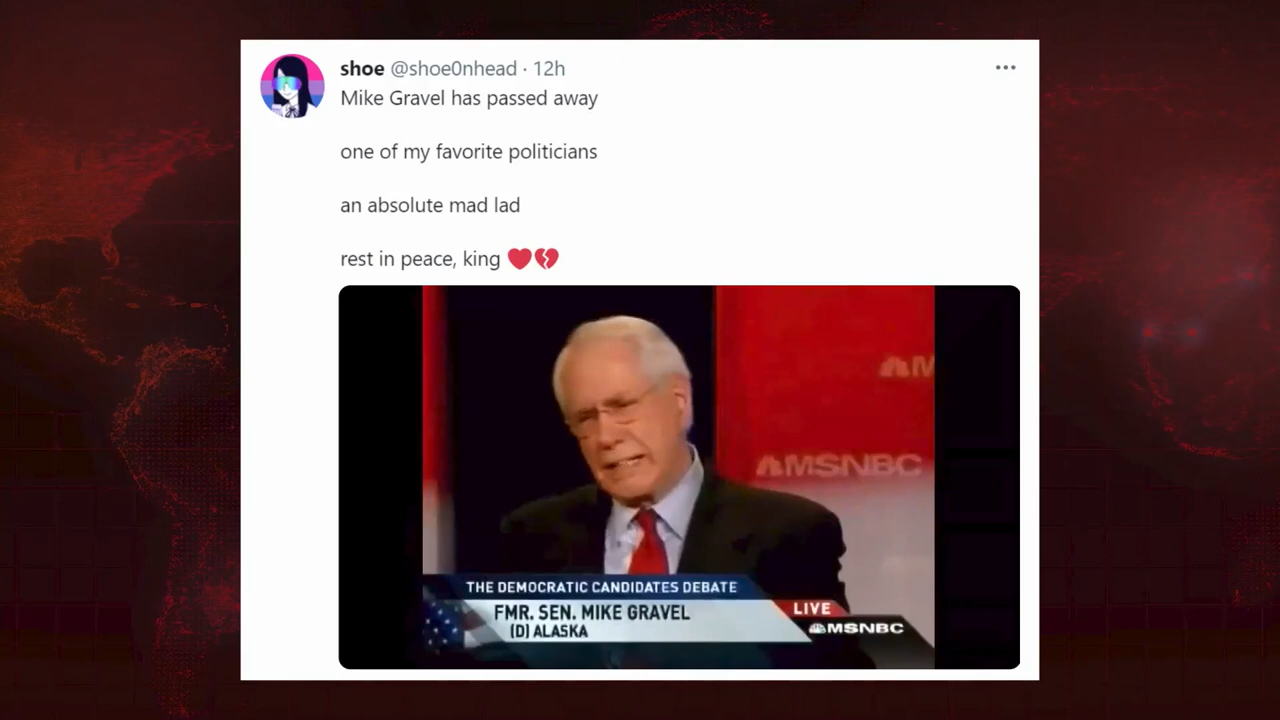 shoe @shoe0nhead · 12h
Mike Gravel has passed away
one of my favorite politicians
an absolute mad lad
rest in peace, king ❤️💔
M
MSNBC
THE DEMOCRATIC CANDIDATES DEBATE
FMR. SEN. MIKE GRAVEL
(D) ALASKA
LIVE
MSNBC